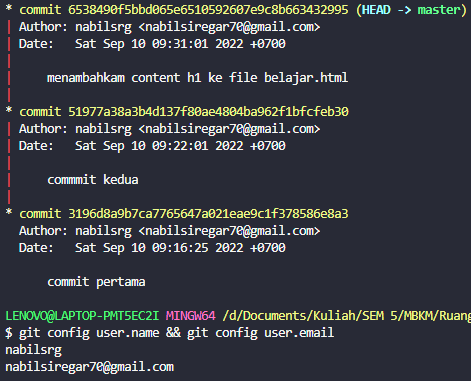 * commit 6538490f5bbd065e6510592607e9c8b663432995 (HEAD -> master)
| Author: nabilsrg <nabilsiregar70@gmail.com>
| Date:   Sat Sep 10 09:31:01 2022 +0700
|
|     menambahkam content h1 ke file belajar.html
|
* commit 51977a38a3b4d137f80ae4804ba962f1bfcfeb30
| Author: nabilsrg <nabilsiregar70@gmail.com>
| Date:   Sat Sep 10 09:22:01 2022 +0700
|
|     commmit kedua
|
* commit 3196d8a9b7ca7765647a021eae9c1f378586e8a3
  Author: nabilsrg <nabilsiregar70@gmail.com>
  Date:   Sat Sep 10 09:16:25 2022 +0700

      commit pertama

LENOVO@LAPTOP-PMT5EC2I MINGW64 /d/Documents/Kuliah/SEM 5/MBKM/Ruang
$ git config user.name && git config user.email
nabilsrg
nabilsiregar70@gmail.com